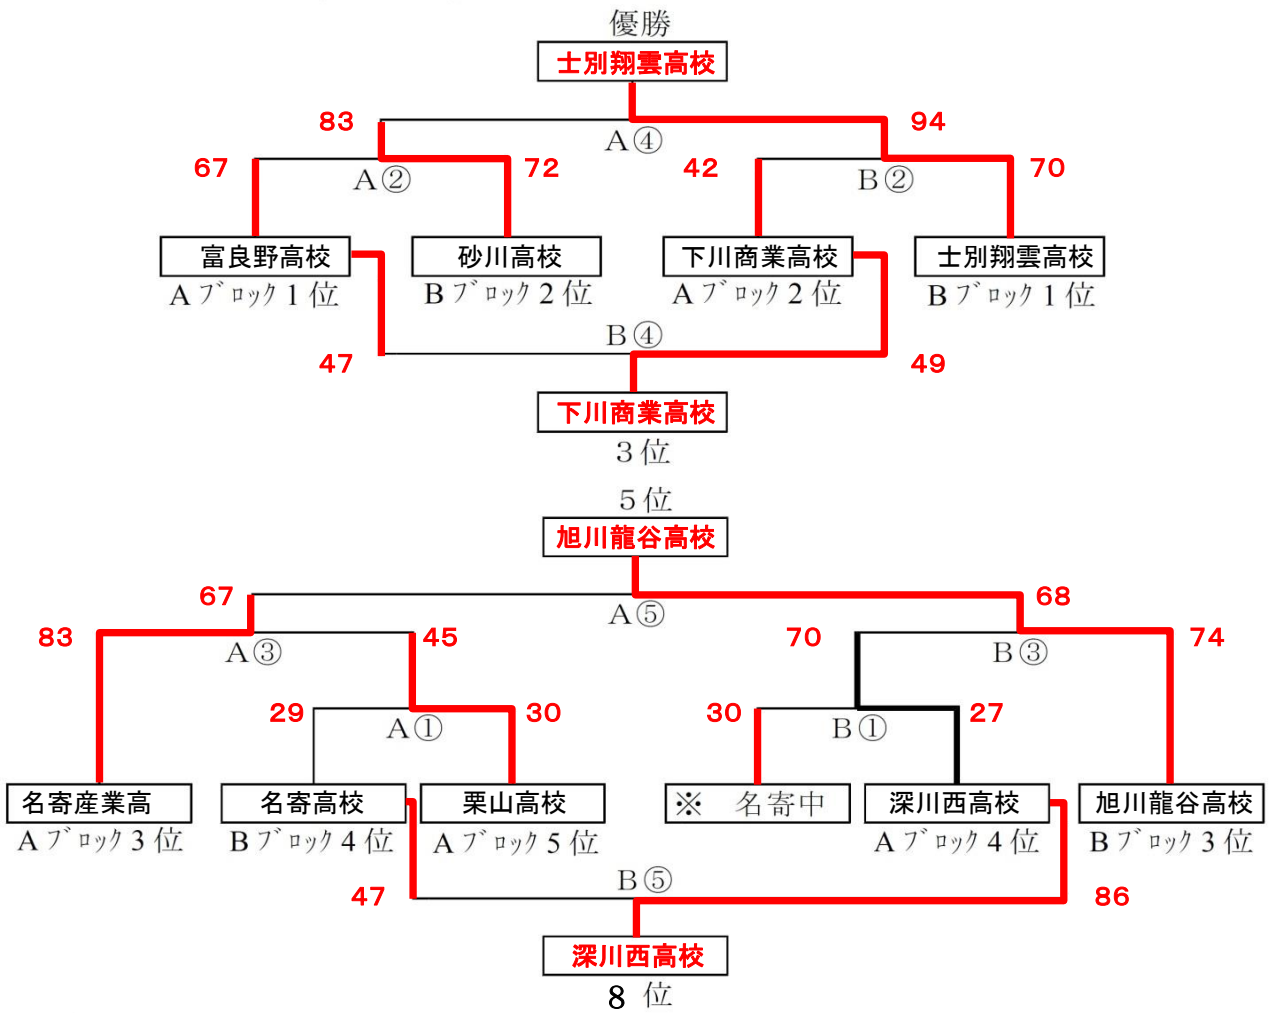 優勝
士別翔雲高校
83 94
A④
67 72 42 70
A② B②
富良野高校 砂川高校 下川商業高校 士別翔雲高校
Aブロック1位 Bブロック2位 Aブロック2位 Bブロック1位
B④
47 49
下川商業高校
3位
5位
旭川龍谷高校
67 68
A⑤
83 45 70 74
A③ B③
29 30 30 27
A① B①
名寄産業高 名寄高校 栗山高校 ※ 名寄中 深川西高校 旭川龍谷高校
Aブロック3位 Bブロック4位 Aブロック5位 Aブロック4位 Bブロック3位
B⑤
47 86
深川西高校
8 位